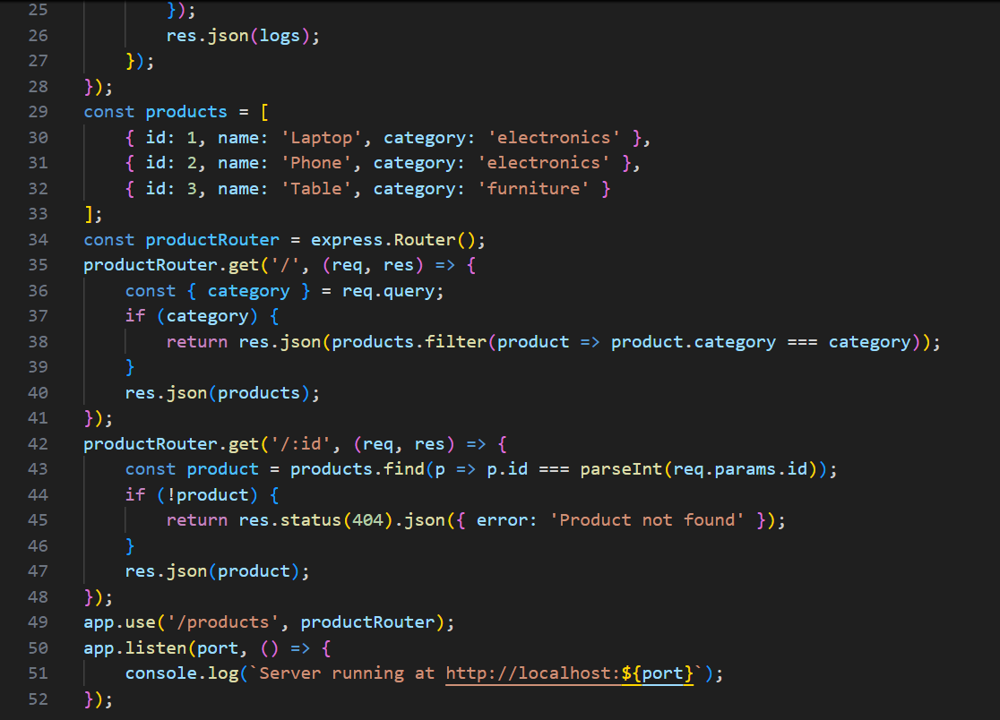 25 });
26 res.json(logs);
27 });
28 });
29 const products = [
30 { id: 1, name: 'Laptop', category: 'electronics' },
31 { id: 2, name: 'Phone', category: 'electronics' },
32 { id: 3, name: 'Table', category: 'furniture' }
33 ];
34 const productRouter = express.Router();
35 productRouter.get('/', (req, res) => {
36 const { category } = req.query;
37 if (category) {
38 return res.json(products.filter(product => product.category === category));
39 }
40 res.json(products);
41 });
42 productRouter.get('/:id', (req, res) => {
43 const product = products.find(p => p.id === parseInt(req.params.id));
44 if (!product) {
45 return res.status(404).json({ error: 'Product not found' });
46 }
47 res.json(product);
48 });
49 app.use('/products', productRouter);
50 app.listen(port, () => {
51 console.log(`Server running at http://localhost:${port}`);
52 });